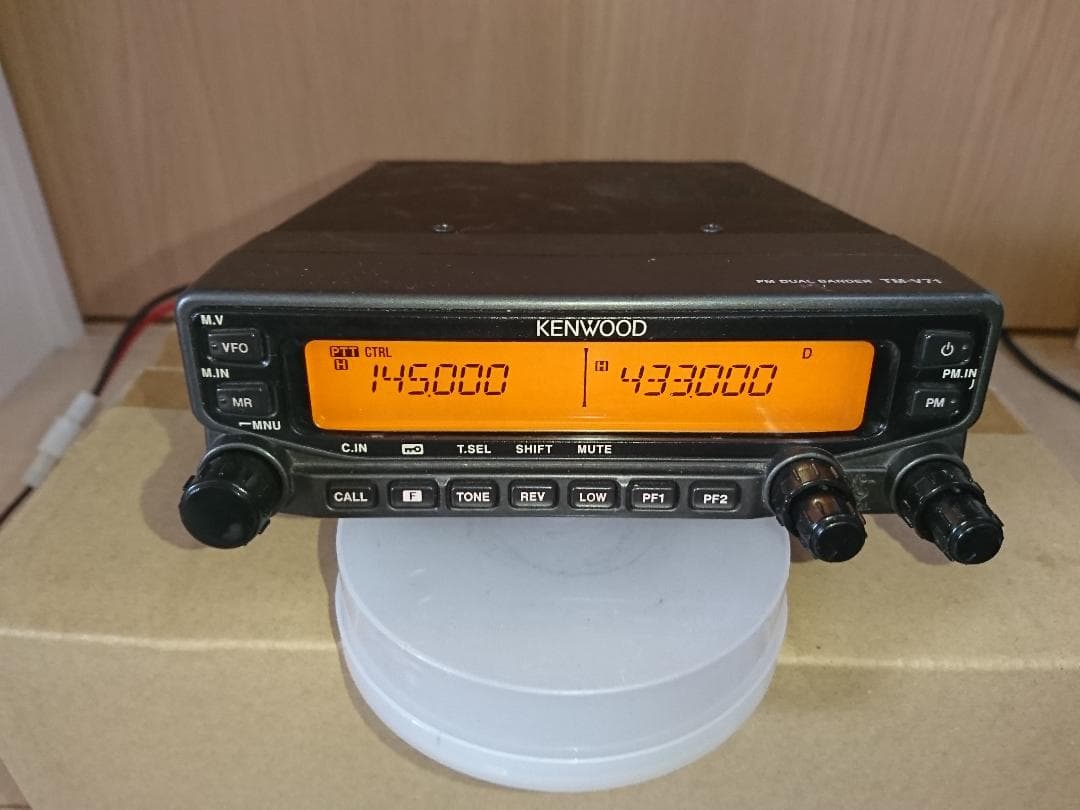 FM DUAL BANDER TM-V71
M.V
KENWOOD
VFO
PTT CTRL
D
H 145.000
H 433.000
M.IN
PM.IN
MR
PM
MNU
C.IN T.SEL SHIFT MUTE
CALL F TONE REV LOW PF1 PF2